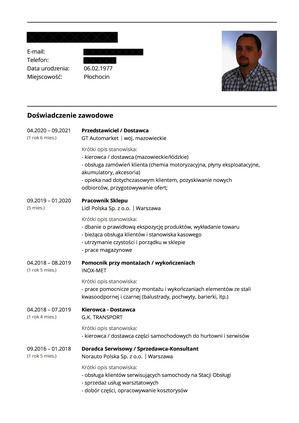 E-mail:
Telefon:
Data urodzenia: 06.02.1977
Miejscowość: Płochocin
Doświadczenie zawodowe
04.2020 – 09.2021 Przedstawiciel / Dostawca
(1 rok 6 mies.) GT Automarket | woj. mazowieckie
Krótki opis stanowiska:
- kierowca / dostawca (mazowieckie/łódzkie)
- obsługa zamówień klienta (chemia motoryzacyjna, płyny eksploatacyjne,
akumulatory, akcesoria)
- opieka nad dotychczasowym klientem, pozyskiwanie nowych
odbiorców, przygotowywanie ofert;
09.2019 – 01.2020 Pracownik Sklepu
(5 mies.) Lidl Polska Sp. z o.o. | Warszawa
Krótki opis stanowiska:
- dbanie o prawidłową ekspozycję produktów, wykładanie towaru
- bieżąca obsługa klientów i stanowiska kasowego
- utrzymanie czystości i porządku w sklepie
- prace magazynowe
04.2018 – 08.2019 Pomocnik przy montażach / wykończeniach
(1 rok 5 mies.) INOX-MET
Krótki opis stanowiska:
- prace pomocnicze przy montażu i wykończaniach elementów ze stali
kwasoodpornej i czarnej (balustrady, pochwyty, barierki, itp.)
04.2018 – 07.2019 Kierowca - Dostawca
(1 rok 4 mies.) G.K. TRANSPORT
Krótki opis stanowiska:
- kierowca / dostawca części samochodowych do hurtowni i serwisów
09.2016 – 01.2018 Doradca Serwisowy / Sprzedawca-Konsultant
(1 rok 5 mies.) Norauto Polska Sp. z o.o. | Warszawa
Krótki opis stanowiska:
- obsługa klientów serwisujących samochody na Stacji Obsługi
- sprzedaż usług warsztatowych
- dobór części, opracowywanie kosztorysów